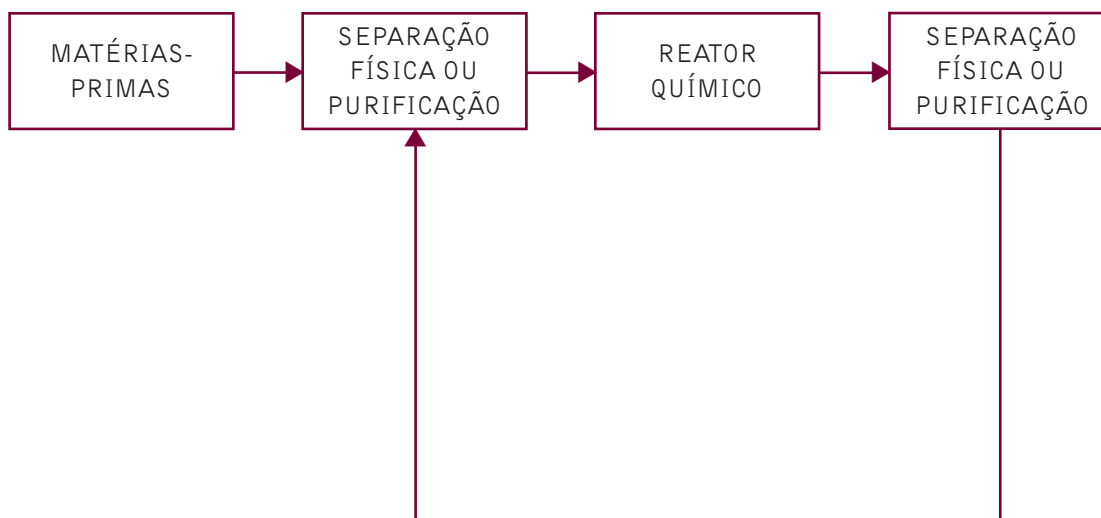 MATÉRIAS-
PRIMAS
SEPARAÇÃO
FÍSICA OU
PURIFICAÇÃO
REATOR
QUÍMICO
SEPARAÇÃO
FÍSICA OU
PURIFICAÇÃO